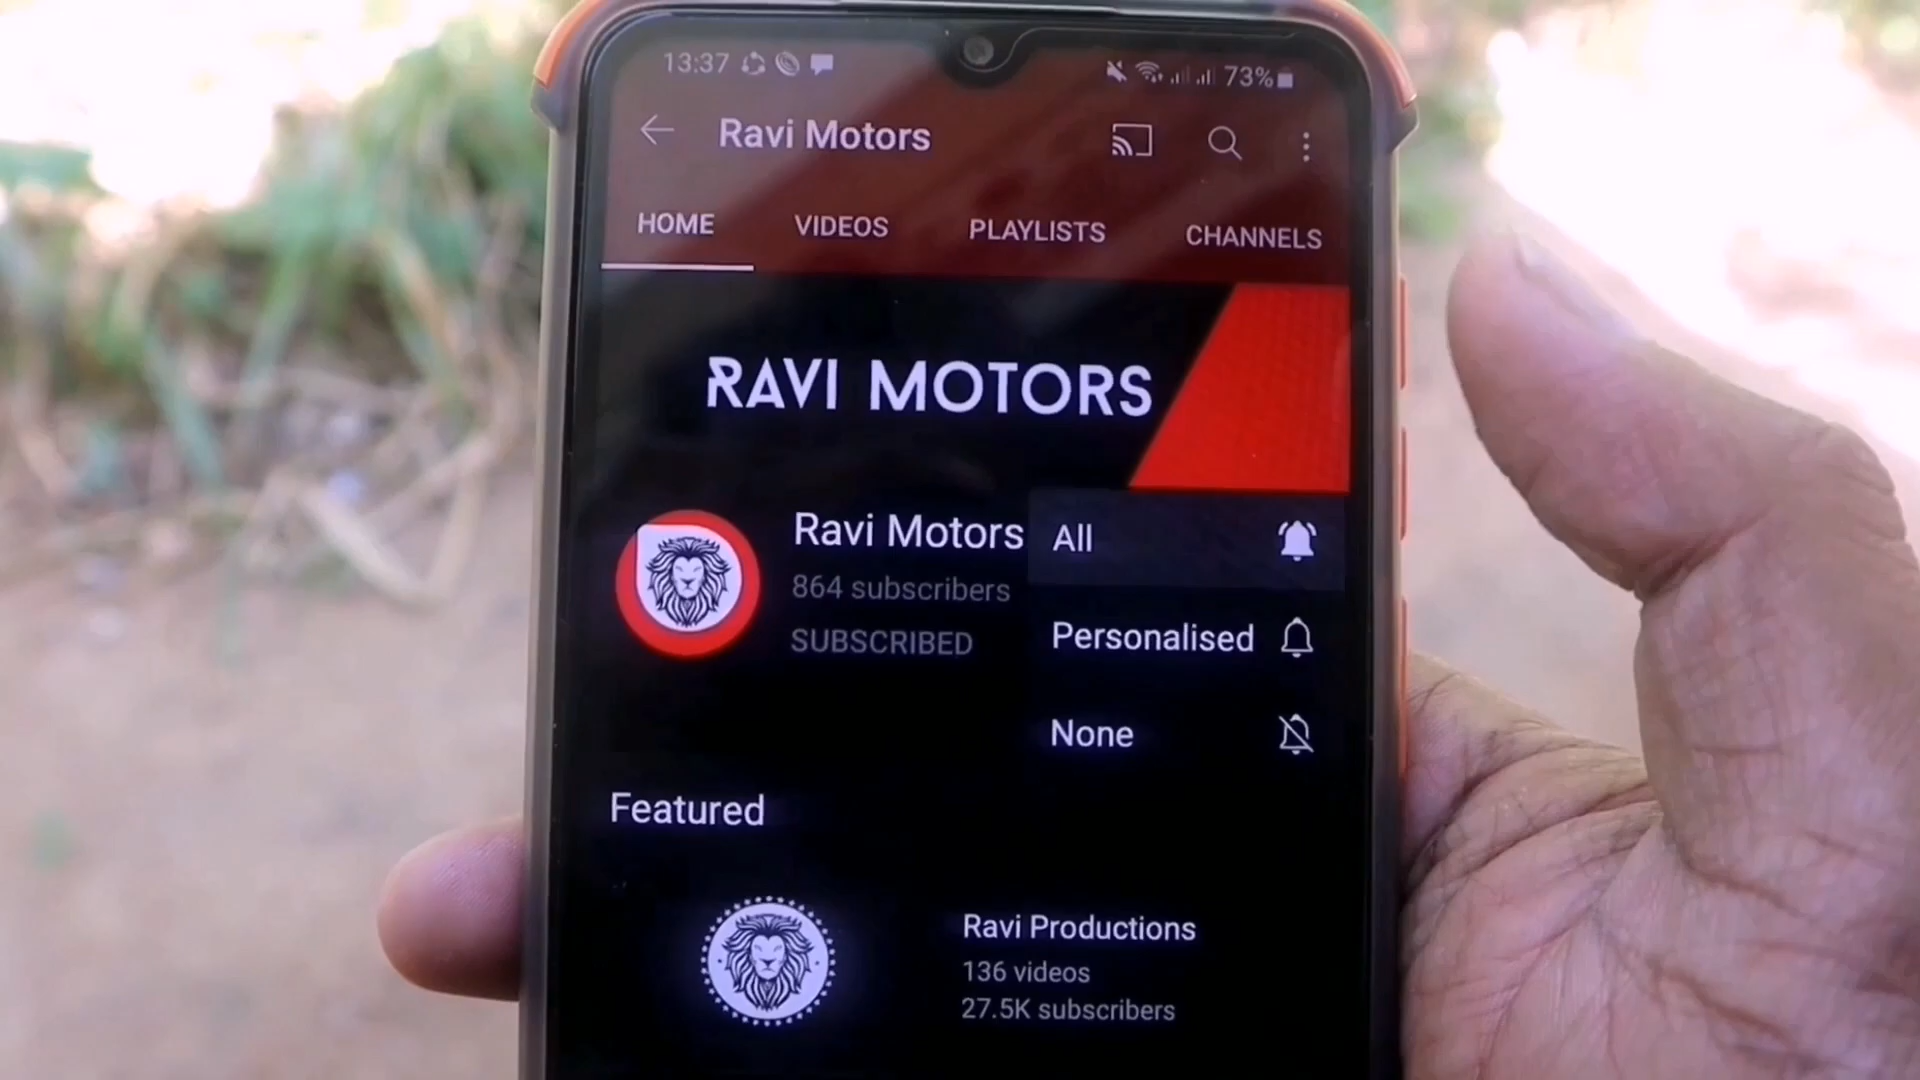 13:37
73%
Ravi Motors
HOME
VIDEOS
PLAYLISTS
CHANNELS
RAVI MOTORS
Ravi Motors
864 subscribers
SUBSCRIBED
All
Personalised
None
Featured
Ravi Productions
136 videos
27.5K subscribers